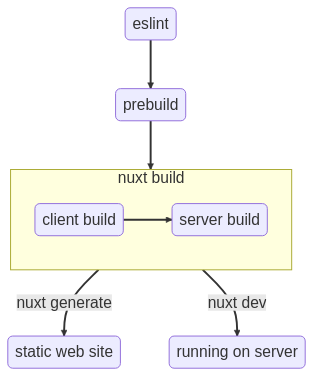 eslint
prebuild
nuxt build
client build
server build
nuxt generate
nuxt dev
static web site
running on server